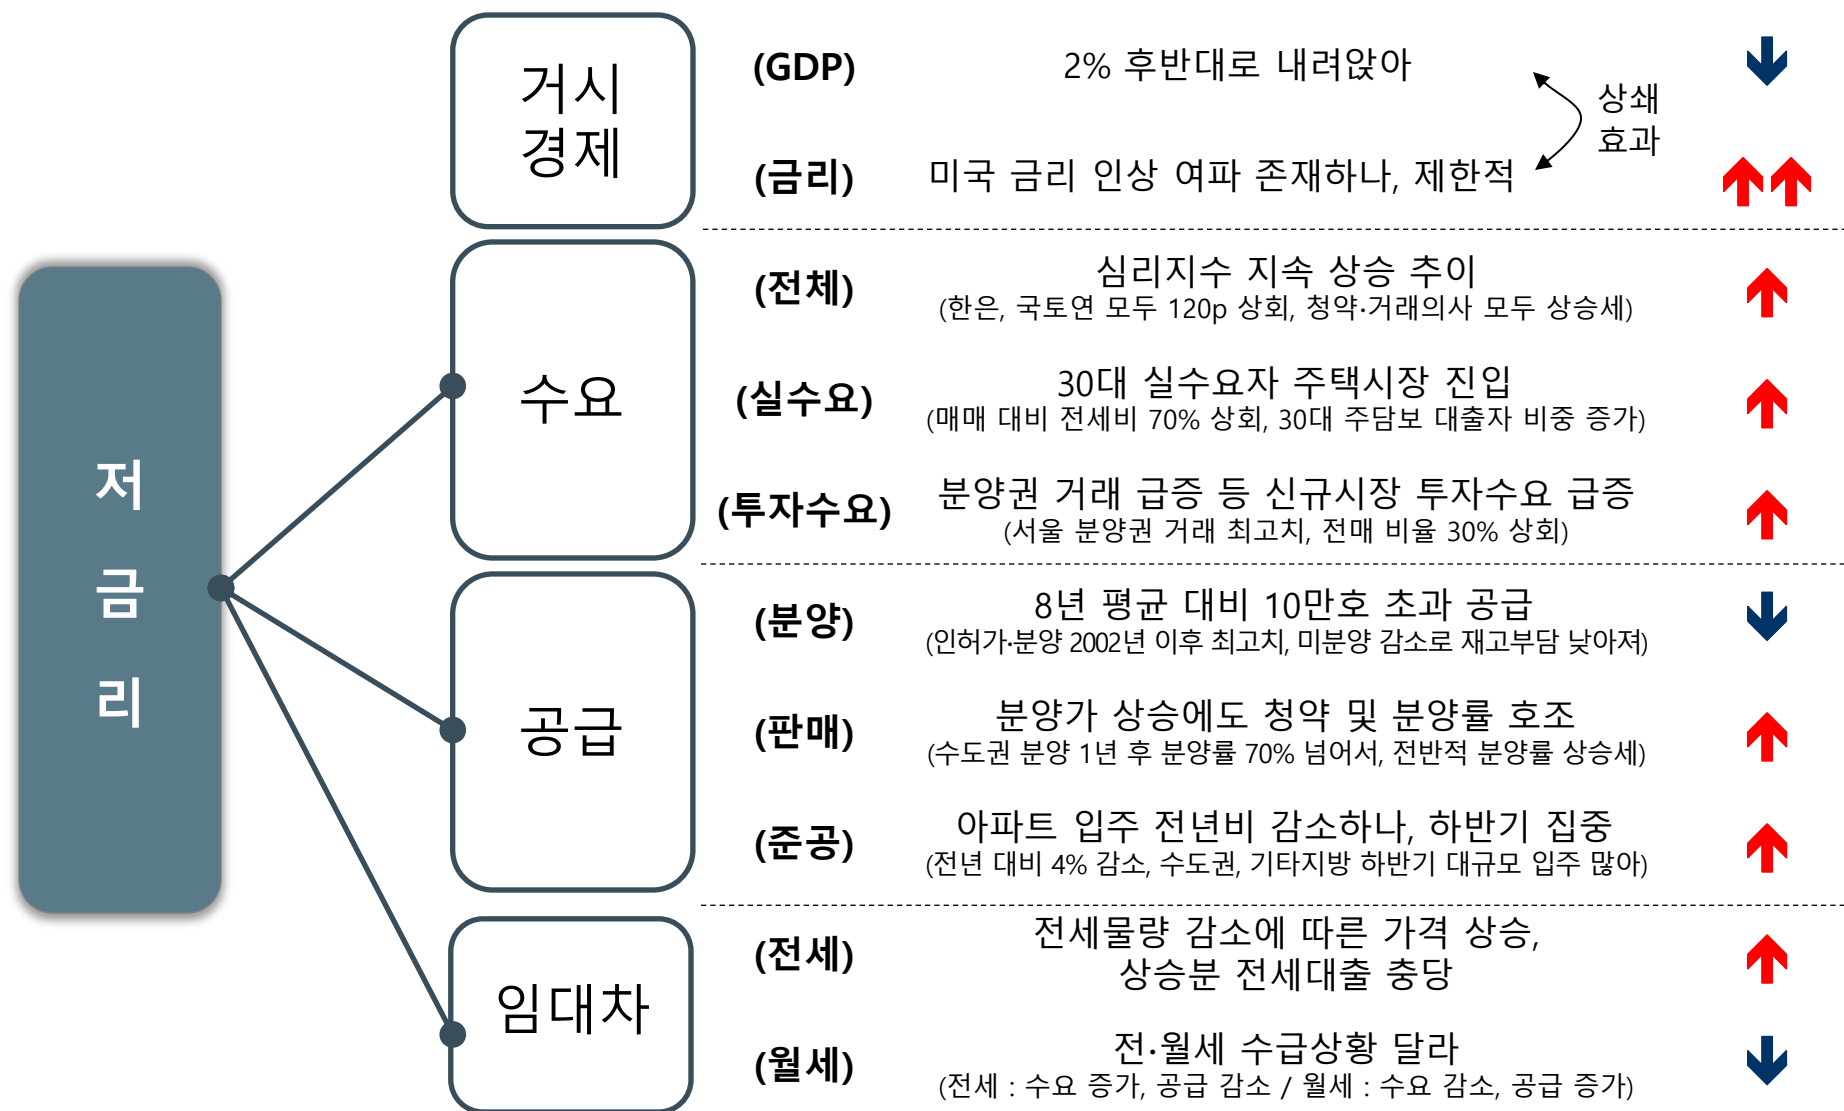 저
금
리
거시
경제
(GDP)
2% 후반대로 내려앉아
상쇄
효과
(금리)
미국 금리 인상 여파 존재하나, 제한적
수요
(전체)
심리지수 지속 상승 추이
(한은, 국토연 모두 120p 상회, 청약·거래의사 모두 상승세)
(실수요)
30대 실수요자 주택시장 진입
(매매 대비 전세비 70% 상회, 30대 주담보 대출자 비중 증가)
(투자수요)
분양권 거래 급증 등 신규시장 투자수요 급증
(서울 분양권 거래 최고치, 전매 비율 30% 상회)
공급
(분양)
8년 평균 대비 10만호 초과 공급
(인허가·분양 2002년 이후 최고치, 미분양 감소로 재고부담 낮아져)
(판매)
분양가 상승에도 청약 및 분양률 호조
(수도권 분양 1년 후 분양률 70% 넘어서, 전반적 분양률 상승세)
(준공)
아파트 입주 전년비 감소하나, 하반기 집중
(전년 대비 4% 감소, 수도권, 기타지방 하반기 대규모 입주 많아)
임대차
(전세)
전세물량 감소에 따른 가격 상승,
상승분 전세대출 충당
(월세)
전·월세 수급상황 달라
(전세 : 수요 증가, 공급 감소 / 월세 : 수요 감소, 공급 증가)